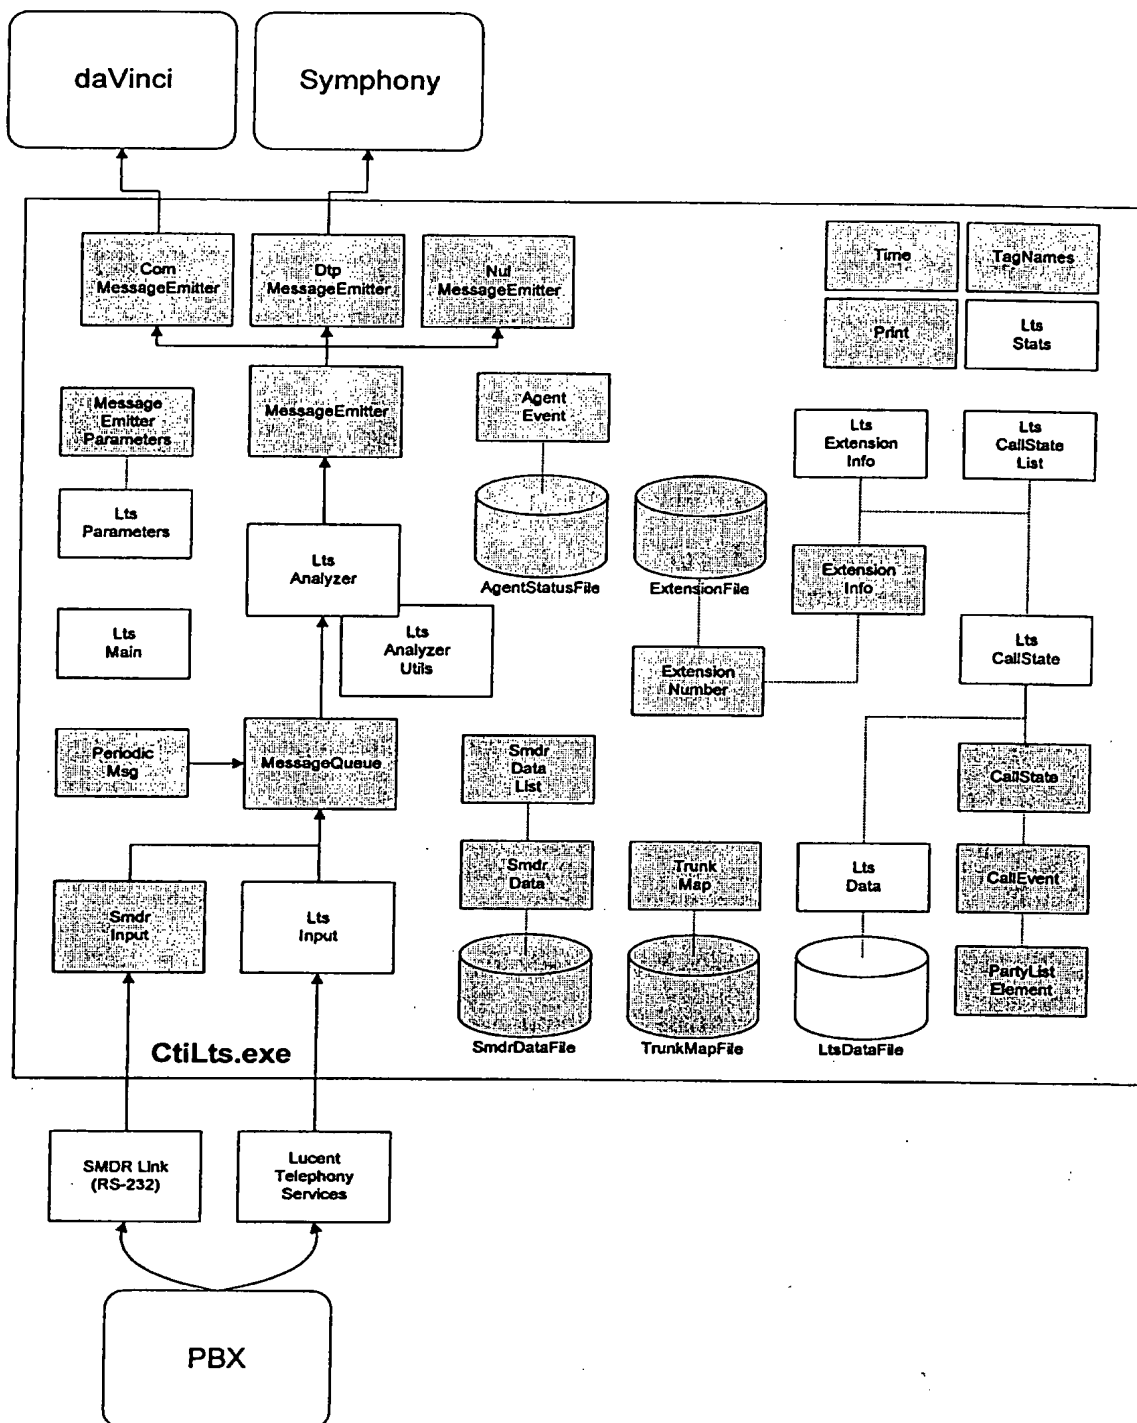 daVinci
Symphony
Com
MessageEmitter
Dtp
MessageEmitter
Nul
MessageEmitter
Time
TagNames
Print
Lts
Stats
Message
Emitter
Parameters
MessageEmitter
Agent
Event
Lts
Extension
Info
Lts
CallState
List
Lts
Parameters
Lts
Analyzer
AgentStatusFile
ExtensionFile
Extension
Info
Lts
Main
Lts
Analyzer
Utils
Extension
Number
Lts
CallState
Periodic
Msg
MessageQueue
Smdr
Data
List
CallState
Smdr
Data
Trunk
Map
Lts
Data
CallEvent
Smdr
Input
Lts
Input
PartyList
Element
SmdrDataFile
TrunkMapFile
LtsDataFile
CtiLts.exe
SMDR Link
(RS-232)
Lucent
Telephony
Services
PBX